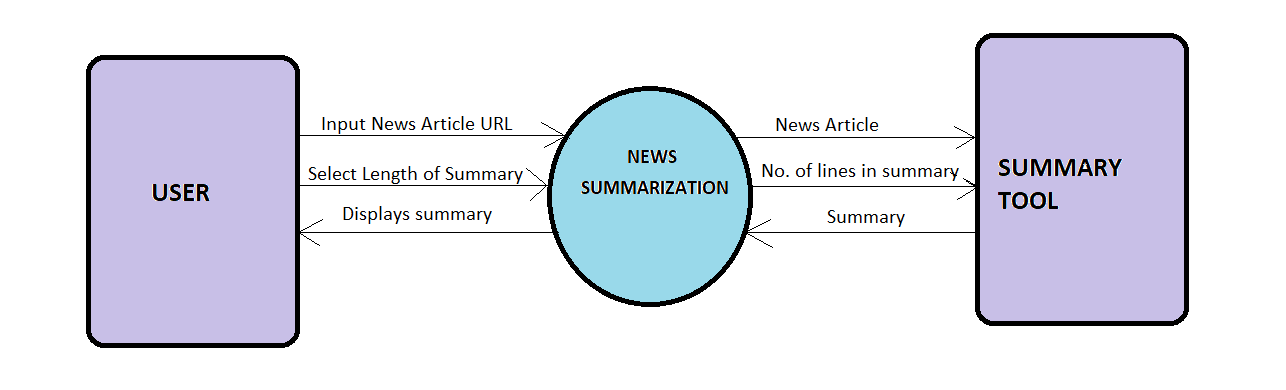 USER
Input News Article URL
Select Length of Summary
Displays summary
NEWS
SUMMARIZATION
News Article
No. of lines in summary
Summary
SUMMARY
TOOL